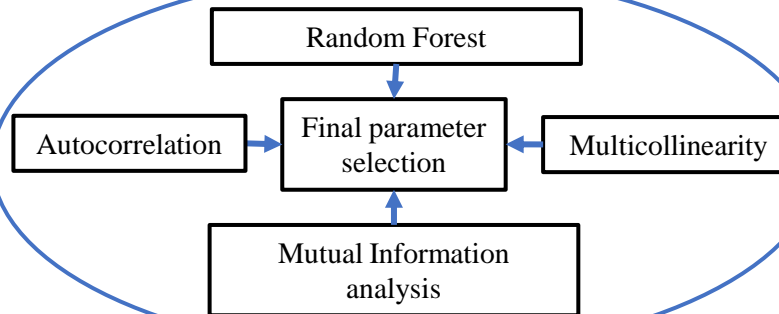 Random Forest
Autocorrelation
Final parameter
selection
Multicollinearity
Mutual Information
analysis